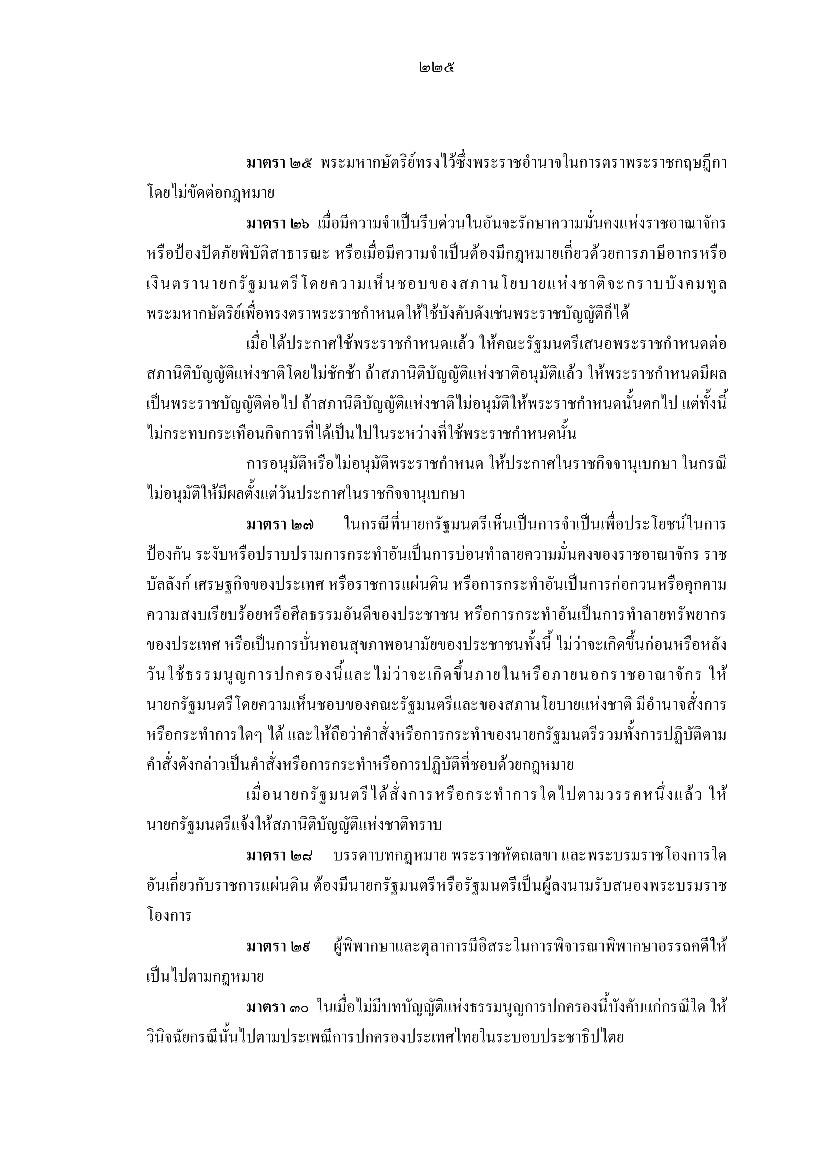 ๒๒๕
มาตรา ๒๕ พระมหากษัตริย์ทรงไว้ซึ่งพระราชอำนาจในการตราพระราชกฤษฎีกา
โดยไม่ขัดต่อกฎหมาย
มาตรา ๒๖ เมื่อมีความจำเป็นรีบด่วนในอันจะรักษาความมั่นคงแห่งราชอาณาจักร
หรือป้องปัดภัยพิบัติสาธารณะ หรือเมื่อมีความจำเป็นต้องมีกฎหมายเกี่ยวด้วยการภาษีอากรหรือ
เงินตรานายกรัฐมนตรีโดยความเห็นชอบของสภานโยบายแห่งชาติจะกราบบังคมทูล
พระมหากษัตริย์เพื่อทรงตราพระราชกำหนดให้ใช้บังคับดังเช่นพระราชบัญญัติก็ได้
เมื่อได้ประกาศใช้พระราชกำหนดแล้ว ให้คณะรัฐมนตรีเสนอพระราชกำหนดต่อ
สภานิติบัญญัติแห่งชาติโดยไม่ชักช้า ถ้าสภานิติบัญญัติแห่งชาติอนุมัติแล้ว ให้พระราชกำหนดมีผล
เป็นพระราชบัญญัติต่อไป ถ้าสภานิติบัญญัติแห่งชาติไม่อนุมัติให้พระราชกำหนดนั้นตกไป แต่ทั้งนี้
ไม่กระทบกระเทือนกิจการที่ได้เป็นไปในระหว่างที่ใช้พระราชกำหนดนั้น
การอนุมัติหรือไม่อนุมัติพระราชกำหนด ให้ประกาศในราชกิจจานุเบกษา ในกรณี
ไม่อนุมัติให้มีผลตั้งแต่วันประกาศในราชกิจจานุเบกษา
มาตรา ๒๗ ในกรณีที่นายกรัฐมนตรีเห็นเป็นการจำเป็นเพื่อประโยชน์ในการ
ป้องกัน ระงับหรือปราบปรามการกระทำอันเป็นการบ่อนทำลายความมั่นคงของราชอาณาจักร ราช
บัลลังก์ เศรษฐกิจของประเทศ หรือราชการแผ่นดิน หรือการกระทำอันเป็นการก่อกวนหรือคุกคาม
ความสงบเรียบร้อยหรือศีลธรรมอันดีของประชาชน หรือการกระทำอันเป็นการทำลายทรัพยากร
ของประเทศ หรือเป็นการบั่นทอนสุขภาพอนามัยของประชาชนทั้งนี้ ไม่ว่าจะเกิดขึ้นก่อนหรือหลัง
วันใช้ธรรมนูญการปกครองนี้และไม่ว่าจะเกิดขึ้นภายในหรือภายนอกราชอาณาจักร ให้
นายกรัฐมนตรีโดยความเห็นชอบของคณะรัฐมนตรีและของสภานโยบายแห่งชาติ มีอำนาจสั่งการ
หรือกระทำการใดๆ ได้ และให้ถือว่าคำสั่งหรือการกระทำของนายกรัฐมนตรีรวมทั้งการปฏิบัติตาม
คำสั่งดังกล่าวเป็นคำสั่งหรือการกระทำหรือการปฏิบัติที่ชอบด้วยกฎหมาย
เมื่อนายกรัฐมนตรีได้สั่งการหรือกระทำการใดไปตามวรรคหนึ่งแล้ว ให้
นายกรัฐมนตรีแจ้งให้สภานิติบัญญัติแห่งชาติทราบ
มาตรา ๒๘ บรรดาบทกฎหมาย พระราชหัตถเลขา และพระบรมราชโองการใด
อันเกี่ยวกับราชการแผ่นดิน ต้องมีนายกรัฐมนตรีหรือรัฐมนตรีเป็นผู้ลงนามรับสนองพระบรมราช
โองการ
มาตรา ๒๙ ผู้พิพากษาและตุลาการมีอิสระในการพิจารณาพิพากษาอรรถคดีให้
เป็นไปตามกฎหมาย
มาตรา ๓๐ ในเมื่อไม่มีบทบัญญัติแห่งธรรมนูญการปกครองนี้บังคับแก่กรณีใด ให้
วินิจฉัยกรณีนั้นไปตามประเพณีการปกครองประเทศไทยในระบอบประชาธิปไตย